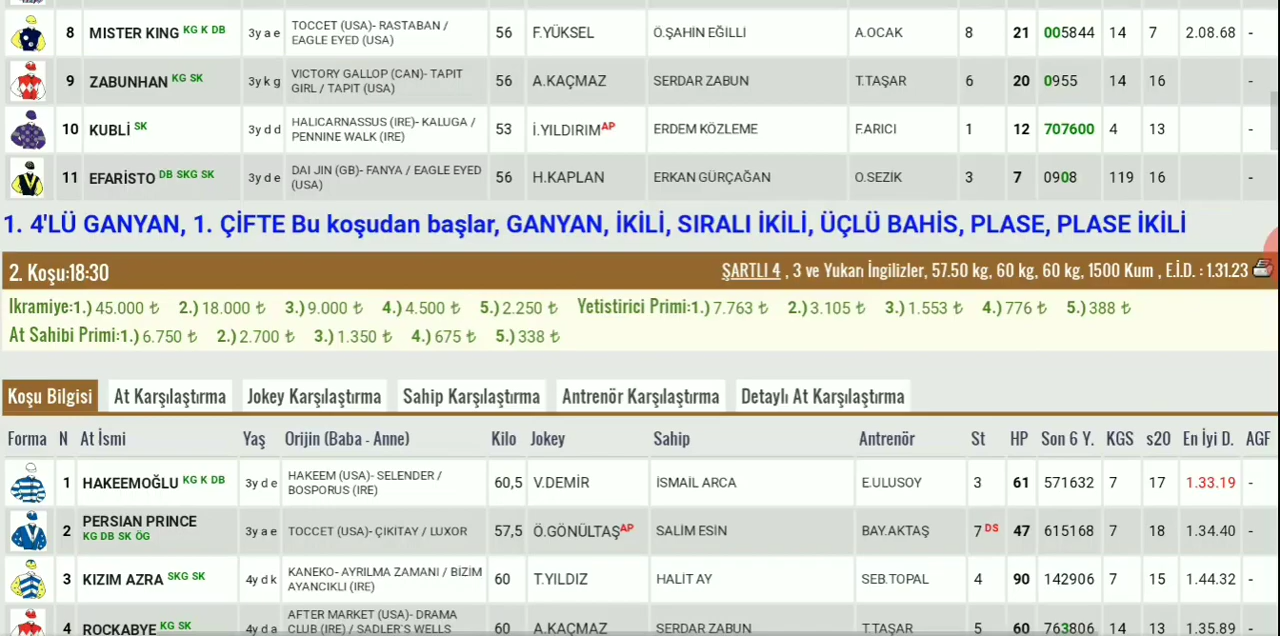 8 MISTER KING KG K DB 3y a e TOCCET (USA)- RASTABAN / EAGLE EYED (USA) 56 F.YÜKSEL Ö.ŞAHİN EĞİLLİ A.OCAK 8 21 005844 14 7 2.08.68 -
9 ZABUNHAN KG SK 3y k g VICTORY GALLOP (CAN)- TAPIT GIRL / TAPIT (USA) 56 A.KAÇMAZ SERDAR ZABUN T.TAŞAR 6 20 0955 14 16 -
10 KUBLİ SK 3y d d HALICARNASSUS (IRE)- KALUGA / PENNINE WALK (IRE) 53 İ.YILDIRIM AP ERDEM KÖZLEME F.ARICI 1 12 707600 4 13 -
11 EFARİSTO DB SKG SK 3y d e DAI JIN (GB)- FANYA / EAGLE EYED (USA) 56 H.KAPLAN ERKAN GÜRÇAĞAN O.SEZİK 3 7 0908 119 16 -
1. 4'LÜ GANYAN, 1. ÇİFTE Bu koşudan başlar, GANYAN, İKİLİ, SIRALI İKİLİ, ÜÇLÜ BAHİS, PLASE, PLASE İKİLİ
2. Koşu:18:30 ŞARTLI 4 , 3 ve Yukarı İngilizler, 57.50 kg, 60 kg, 60 kg, 1500 Kum , E.İ.D. : 1.31.23
Ikramiye:1.) 45.000 ₺ 2.) 18.000 ₺ 3.) 9.000 ₺ 4.) 4.500 ₺ 5.) 2.250 ₺ Yetistirici Primi:1.) 7.763 ₺ 2.) 3.105 ₺ 3.) 1.553 ₺ 4.) 776 ₺ 5.) 388 ₺
At Sahibi Primi:1.) 6.750 ₺ 2.) 2.700 ₺ 3.) 1.350 ₺ 4.) 675 ₺ 5.) 338 ₺
Koşu Bilgisi At Karşılaştırma Jokey Karşılaştırma Sahip Karşılaştırma Antrenör Karşılaştırma Detaylı At Karşılaştırma
Forma N At İsmi Yaş Orijin (Baba - Anne) Kilo Jokey Sahip Antrenör St HP Son 6 Y. KGS s20 En İyi D. AGF
1 HAKEEMOĞLU KG K DB 3y d e HAKEEM (USA)- SELENDER / BOSPORUS (IRE) 60,5 V.DEMİR İSMAİL ARCA E.ULUSOY 3 61 571632 7 17 1.33.19 -
2 PERSIAN PRINCE KG DB SK ÖG 3y a e TOCCET (USA)- ÇIKITAY / LUXOR 57,5 Ö.GÖNÜLTAŞ AP SALİM ESİN BAY.AKTAŞ 7 DS 47 615168 7 18 1.34.40 -
3 KIZIM AZRA SKG SK 4y d k KANEKO- AYRILMA ZAMANI / BİZİM AYANCIKLI (IRE) 60 T.YILDIZ HALİT AY SEB.TOPAL 4 90 142906 7 15 1.44.32 -
4 ROCKABYE KG SK 4y d a AFTER MARKET (USA)- DRAMA CLUB (IRE) / SADLER'S WELLS 60 A.KAÇMAZ SERDAR ZABUN T.TAŞAR 5 60 763806 14 13 1.35.89 -